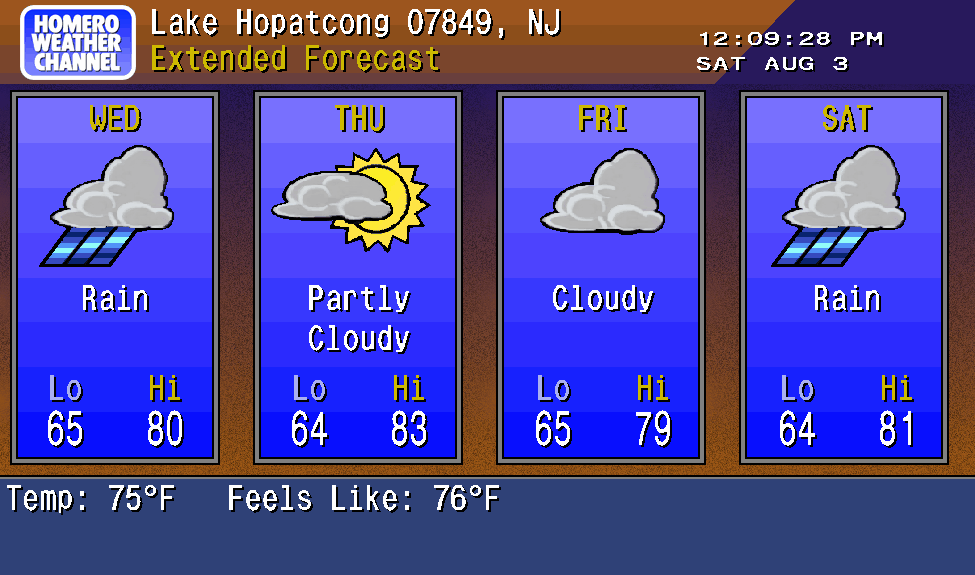 HOMERO
WEATHER
CHANNEL
Lake Hopatcong 07849, NJ
Extended Forecast
12:09:28 PM
SAT AUG 3
WED
Rain
Lo Hi
65 80
THU
Partly
Cloudy
Lo Hi
64 83
FRI
Cloudy
Lo Hi
65 79
SAT
Rain
Lo Hi
64 81
Temp: 75°F Feels Like: 76°F